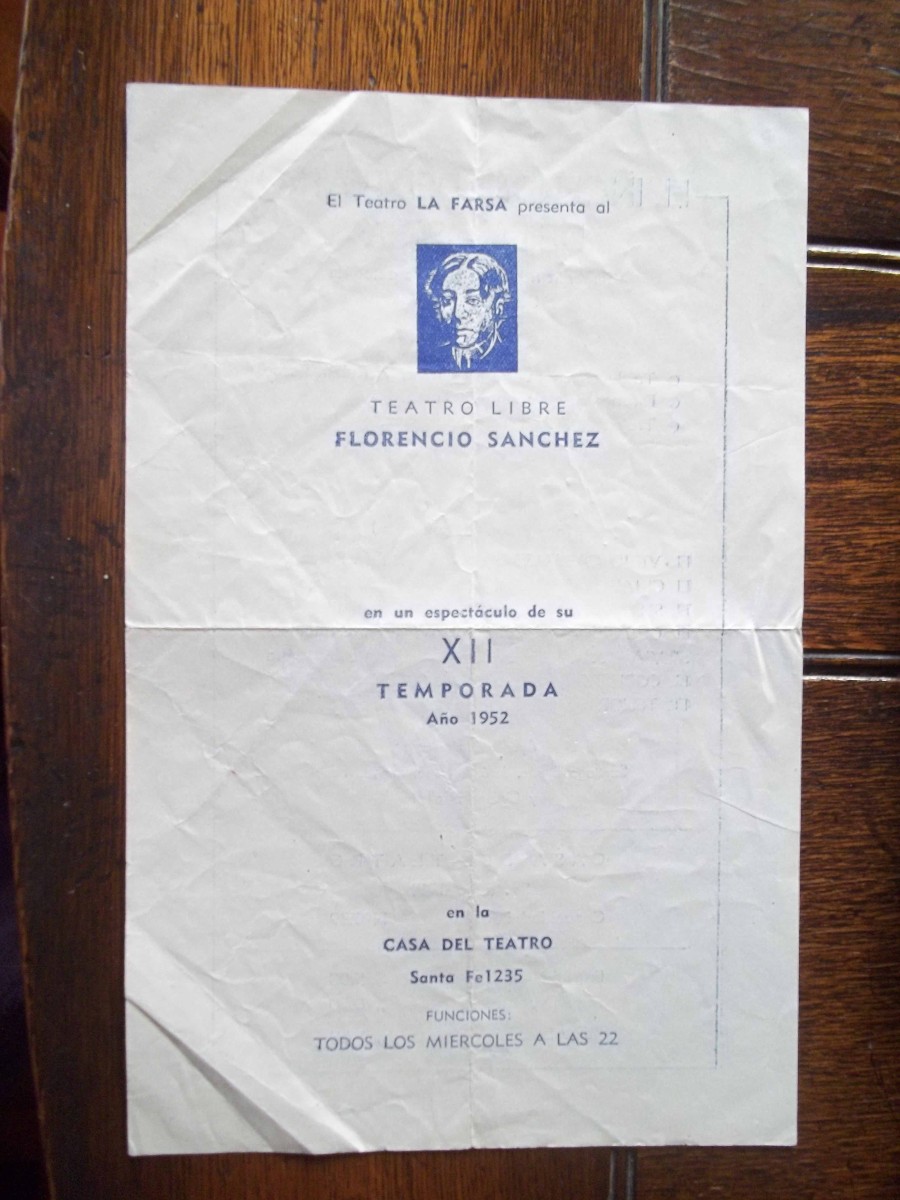 El Teatro LA FARSA presenta al
TEATRO LIBRE
FLORENCIO SANCHEZ
en un espectáculo de su
XII
TEMPORADA
Año 1952
en la
CASA DEL TEATRO
Santa Fe1235
FUNCIONES:
TODOS LOS MIERCOLES A LAS 22